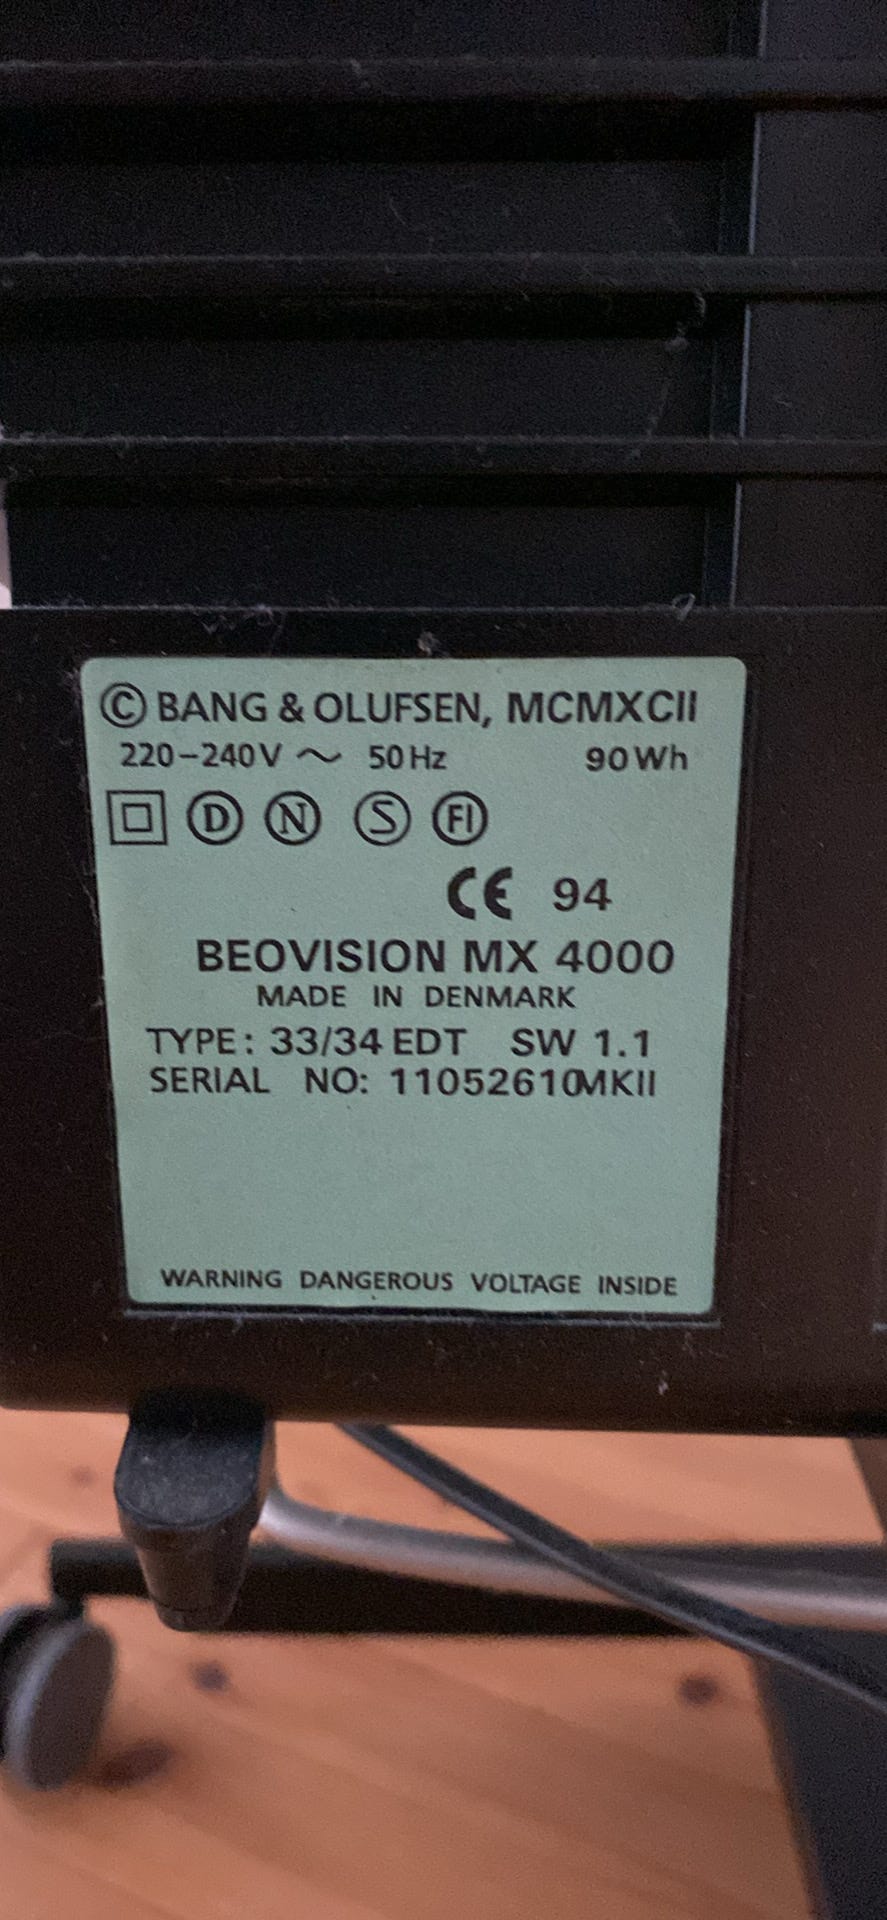 © BANG & OLUFSEN, MCMXCII
220–240V ~ 50Hz 90Wh
D N S FI
CE 94
BEOVISION MX 4000
MADE IN DENMARK
TYPE: 33/34 EDT SW 1.1
SERIAL NO: 11052610MKII
WARNING DANGEROUS VOLTAGE INSIDE